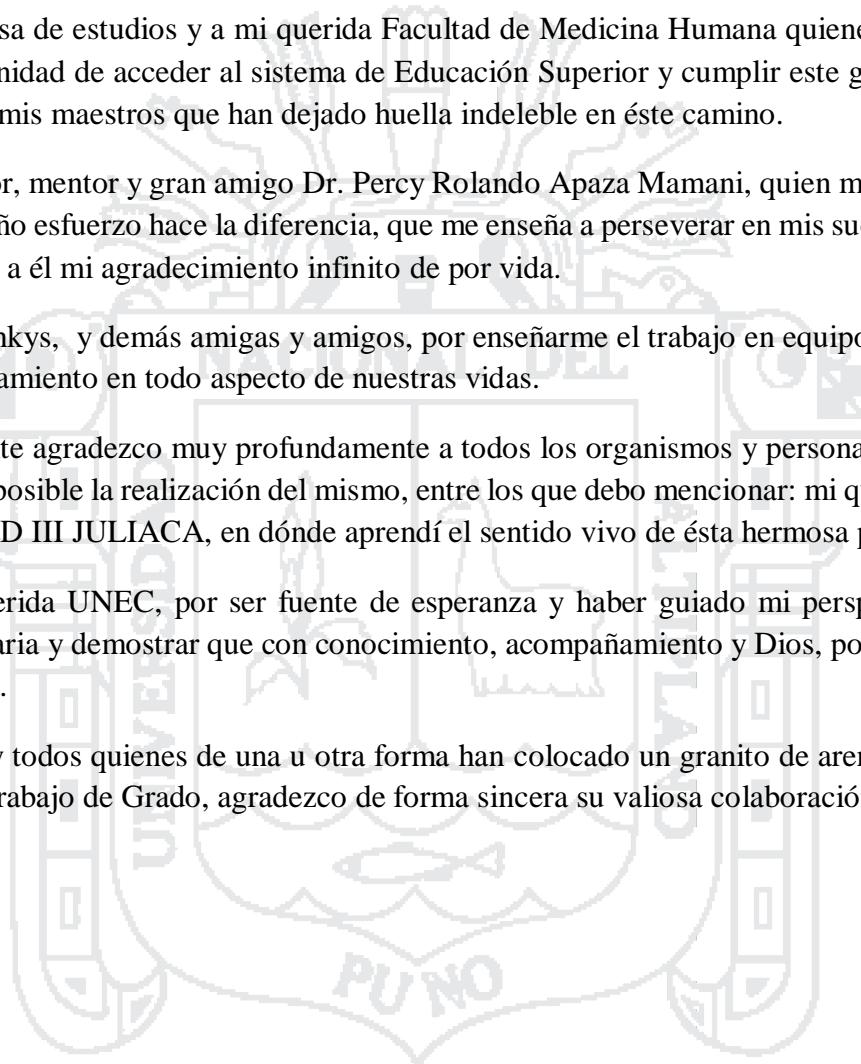 sa de estudios y a mi querida Facultad de Medicina Humana quiene
nidad de acceder al sistema de Educación Superior y cumplir este g
mis maestros que han dejado huella indeleble en éste camino.
or, mentor y gran amigo Dr. Percy Rolando Apaza Mamani, quien m
ño esfuerzo hace la diferencia, que me enseña a perseverar en mis su
a él mi agradecimiento infinito de por vida.
nkys, y demás amigas y amigos, por enseñarme el trabajo en equipo
amiento en todo aspecto de nuestras vidas.
te agradezco muy profundamente a todos los organismos y persona
posible la realización del mismo, entre los que debo mencionar: mi q
D III JULIACA, en dónde aprendí el sentido vivo de ésta hermosa p
erida UNEC, por ser fuente de esperanza y haber guiado mi persp
aria y demostrar que con conocimiento, acompañamiento y Dios, po
.
y todos quienes de una u otra forma han colocado un granito de aren
rabajo de Grado, agradezco de forma sincera su valiosa colaboració
NACIONAL DEL
UNIVERSIDAD
ALTIPLANO
PUNO